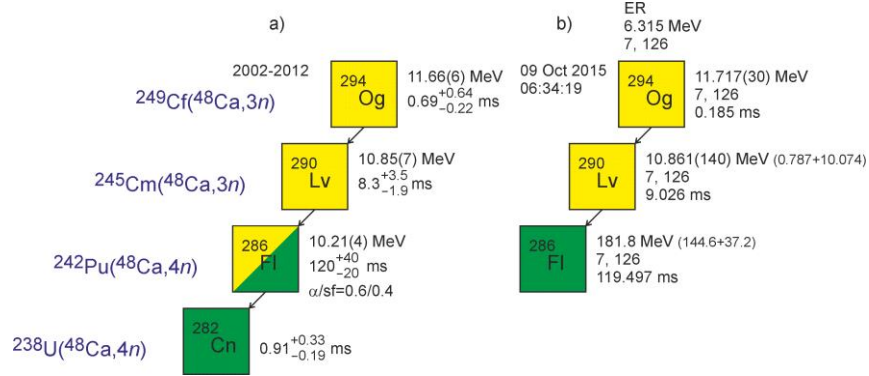 a)
2002-2012
²⁴⁹Cf(⁴⁸Ca,3n)
294
Og
11.66(6) MeV
0.69 +0.64 −0.22 ms
²⁴⁵Cm(⁴⁸Ca,3n)
290
Lv
10.85(7) MeV
8.3 +3.5 −1.9 ms
²⁴²Pu(⁴⁸Ca,4n)
286
Fl
10.21(4) MeV
120 +40 −20 ms
α/sf=0.6/0.4
²³⁸U(⁴⁸Ca,4n)
282
Cn
0.91 +0.33 −0.19 ms
b)
ER
6.315 MeV
7, 126
09 Oct 2015
06:34:19
294
Og
11.717(30) MeV
7, 126
0.185 ms
290
Lv
10.861(140) MeV (0.787+10.074)
7, 126
9.026 ms
286
Fl
181.8 MeV (144.6+37.2)
7, 126
119.497 ms